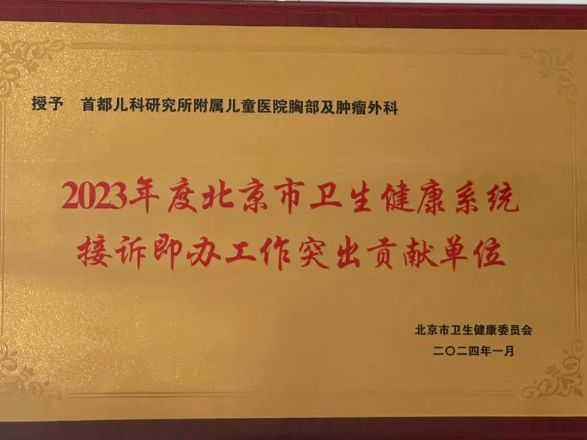 授予 首都儿科研究所附属儿童医院胸部及肿瘤外科
2023年度北京市卫生健康系统
接诉即办工作突出贡献单位
北京市卫生健康委员会
二〇二四年一月